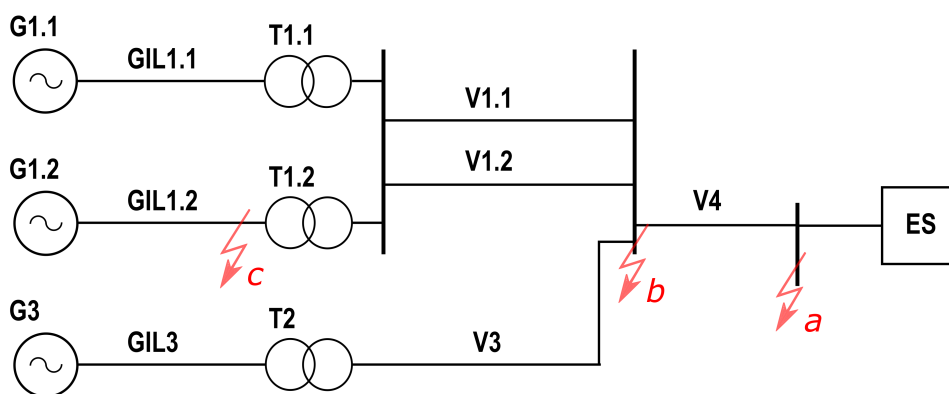 G1.1
GIL1.1
T1.1
V1.1
G1.2
GIL1.2
T1.2
V1.2
V4
ES
c
b
a
G3
GIL3
T2
V3